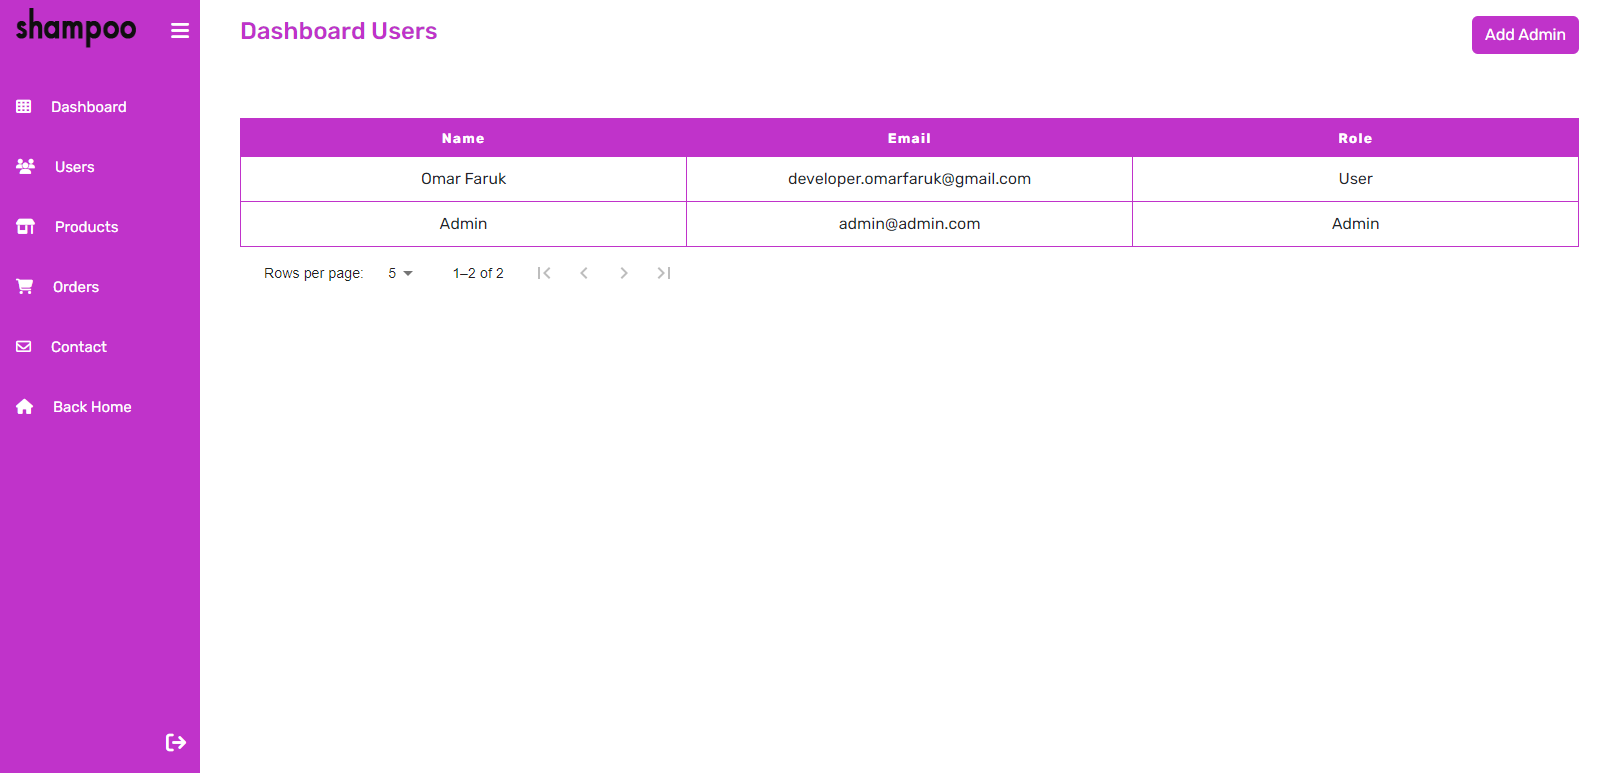 shampoo
Dashboard
Users
Products
Orders
Contact
Back Home
Dashboard Users
Add Admin
Name Email Role
Omar Faruk developer.omarfaruk@gmail.com User
Admin admin@admin.com Admin
Rows per page: 5 1–2 of 2